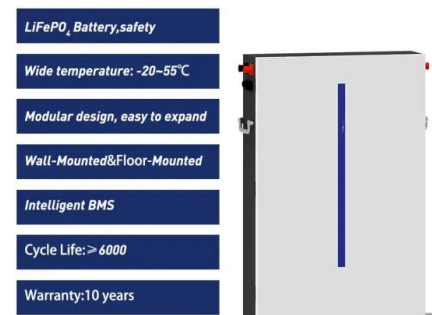 LiFePO₄ Battery,safety
Wide temperature: -20~55℃
Modular design, easy to expand
Wall-Mounted&Floor-Mounted
Intelligent BMS
Cycle Life:≥6000
Warranty:10 years